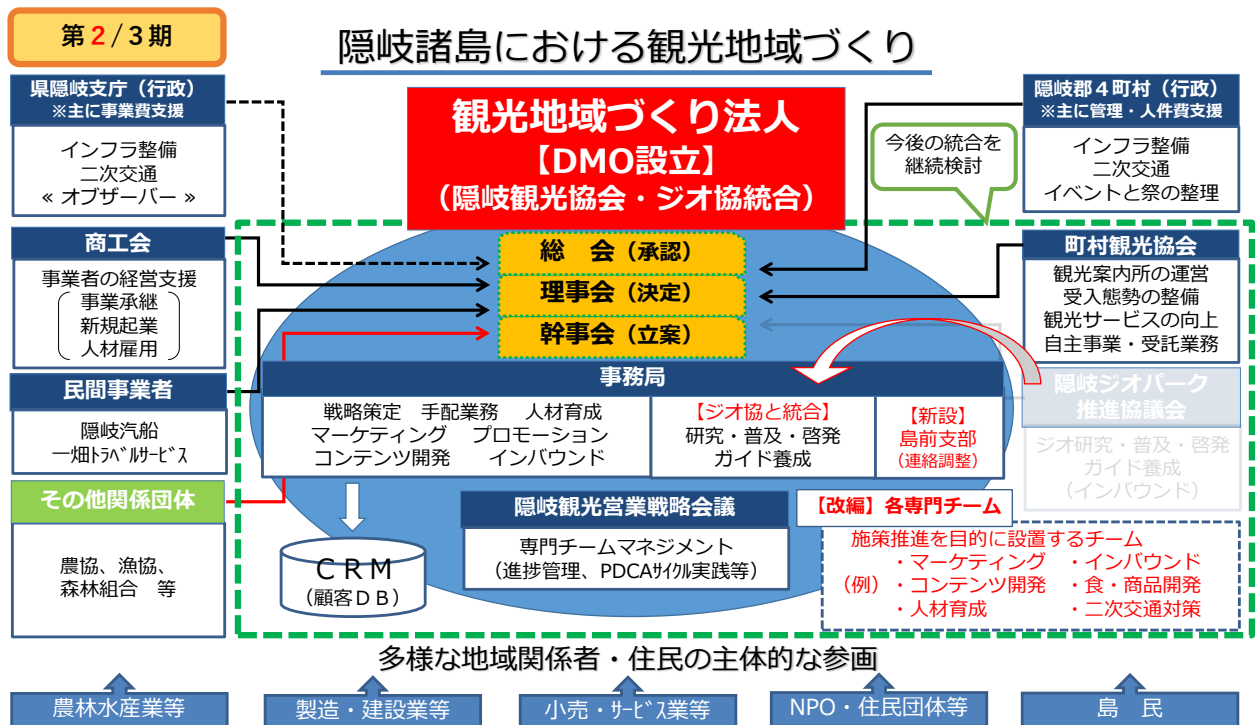 第2/3期
隠岐諸島における観光地域づくり
県隠岐支庁（行政）
※主に事業費支援
インフラ整備
二次交通
« オブザーバー »
観光地域づくり法人
【DMO設立】
（隠岐観光協会・ジオ協統合）
今後の統合を
継続検討
隠岐郡４町村（行政）
※主に管理・人件費支援
インフラ整備
二次交通
イベントと祭の整理
商工会
事業者の経営支援
事業承継
新規起業
人材雇用
総　会（承認）
理事会（決定）
幹事会（立案）
町村観光協会
観光案内所の運営
受入態勢の整備
観光サービスの向上
自主事業・受託業務
民間事業者
隠岐汽船
一畑ﾄﾗﾍﾞﾙｻｰﾋﾞｽ
事務局
戦略策定　手配業務　人材育成
マーケティング　プロモーション
コンテンツ開発　インバウンド
【ジオ協と統合】
研究・普及・啓発
ガイド養成
【新設】
島前支部
（連絡調整）
隠岐ジオパーク
推進協議会
ジオ研究・普及・啓発
ガイド養成
（インバウンド）
その他関係団体
農協、漁協、
森林組合　等
ＣＲＭ
（顧客ＤＢ）
隠岐観光営業戦略会議
専門チームマネジメント
（進捗管理、PDCAｻｲｸﾙ実践等）
【改編】各専門チーム
施策推進を目的に設置するチーム
・マーケティング　・インバウンド
（例）・コンテンツ開発　・食・商品開発
・人材育成　・二次交通対策
多様な地域関係者・住民の主体的な参画
農林水産業等
製造・建設業等
小売・ｻｰﾋﾞｽ業等
NPO・住民団体等
島　民